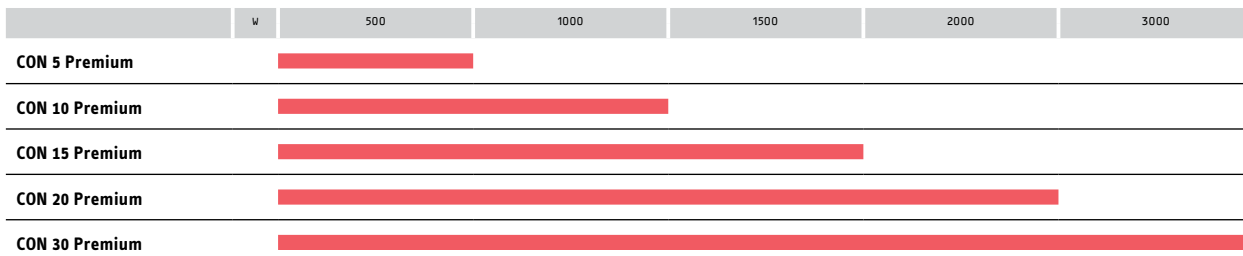 W 500 1000 1500 2000 3000
CON 5 Premium
CON 10 Premium
CON 15 Premium
CON 20 Premium
CON 30 Premium